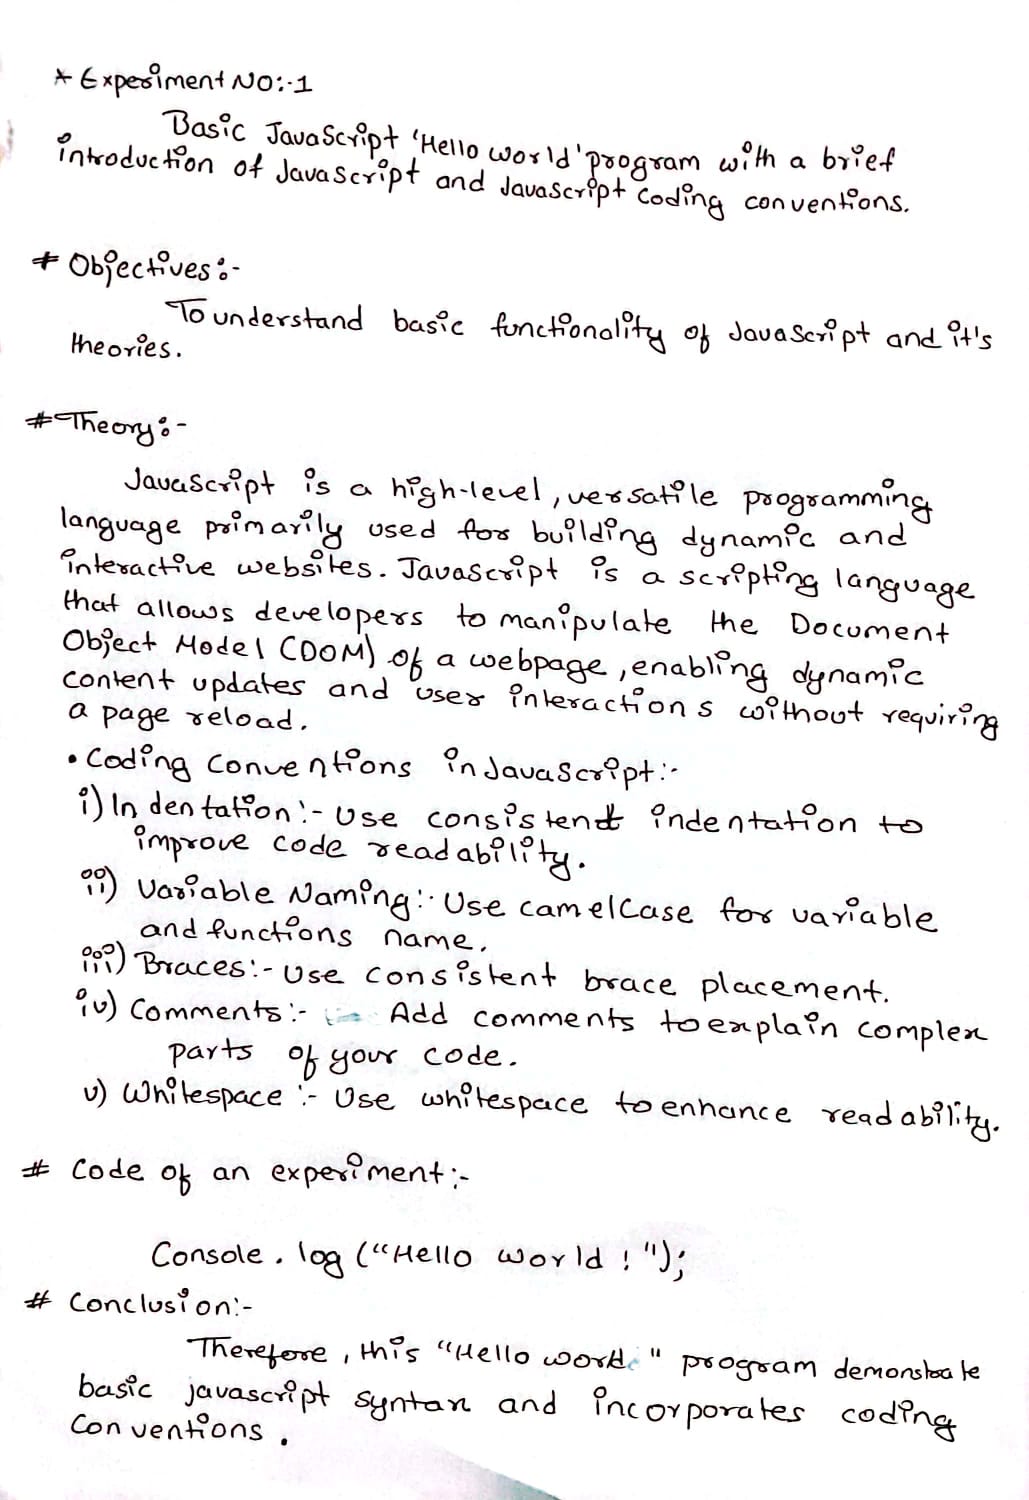 * Experiment NO:-1
Basic JavaScript 'Hello world' program with a brief
introduction of JavaScript and JavaScript coding conventions.
# Objectives:-
To understand basic functionality of JavaScript and it's
theories.
# Theory:-
JavaScript is a high-level, versatile programming
language primarily used for building dynamic and
interactive websites. JavaScript is a scripting language
that allows developers to manipulate the Document
Object Model (DOM) of a webpage, enabling dynamic
content updates and user interactions without requiring
a page reload.
• Coding Conventions in JavaScript:-
i) Indentation:- Use consistent indentation to
improve code readability.
ii) Variable Naming:- Use camelCase for variable
and functions name.
iii) Braces:- Use consistent brace placement.
iv) Comments:- Add comments to explain complex
parts of your code.
v) Whitespace:- Use whitespace to enhance readability.
# Code of an experiment:-
Console.log ("Hello world!");
# Conclusion:-
Therefore, this "Hello world" program demonstrate
basic javascript syntax and incorporates coding
Conventions.